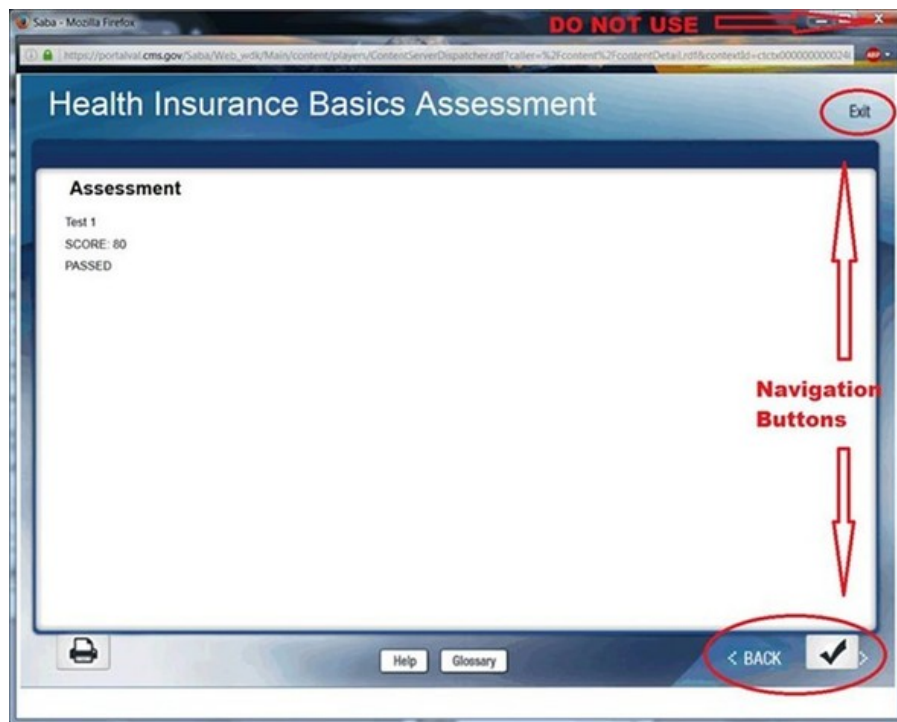 Saba - Mozilla Firefox
DO NOT USE
https://portalval.cms.gov/Saba/Web_wdk/Main/content/players/ContentServerDispatcher.rdf?caller=%2Fcontent%2FcontentDetail.rdf&contextId=ctctx000000000024
ABP
Health Insurance Basics Assessment
Exit
Assessment
Test 1
SCORE: 80
PASSED
Navigation
Buttons
Help
Glossary
< BACK
>